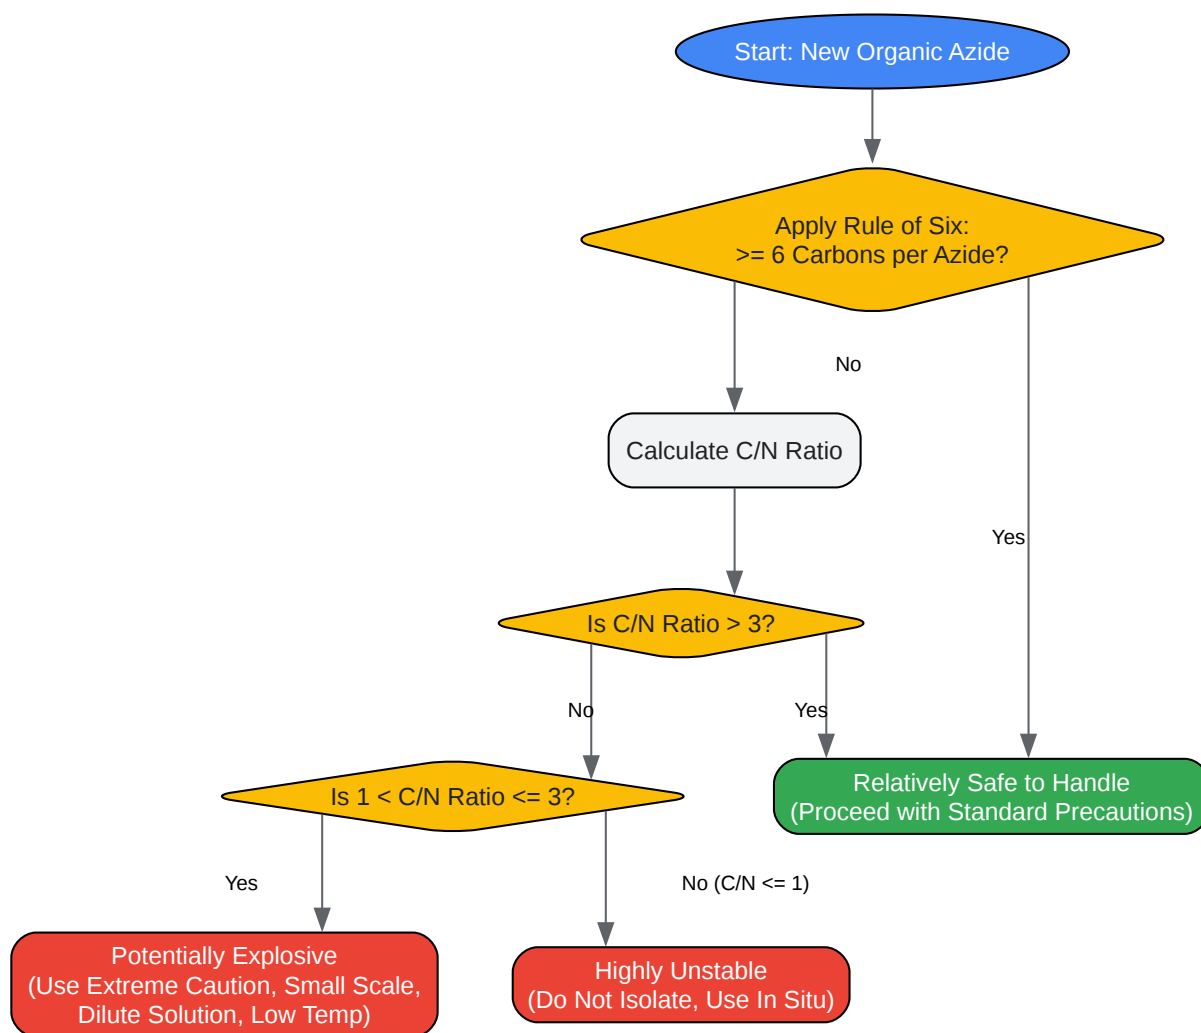 Start: New Organic Azide
Apply Rule of Six:
>= 6 Carbons per Azide?
No
Calculate C/N Ratio
Yes
Is C/N Ratio > 3?
No
Yes
Is 1 < C/N Ratio <= 3?
Relatively Safe to Handle
(Proceed with Standard Precautions)
Yes
No (C/N <= 1)
Potentially Explosive
(Use Extreme Caution, Small Scale,
Dilute Solution, Low Temp)
Highly Unstable
(Do Not Isolate, Use In Situ)